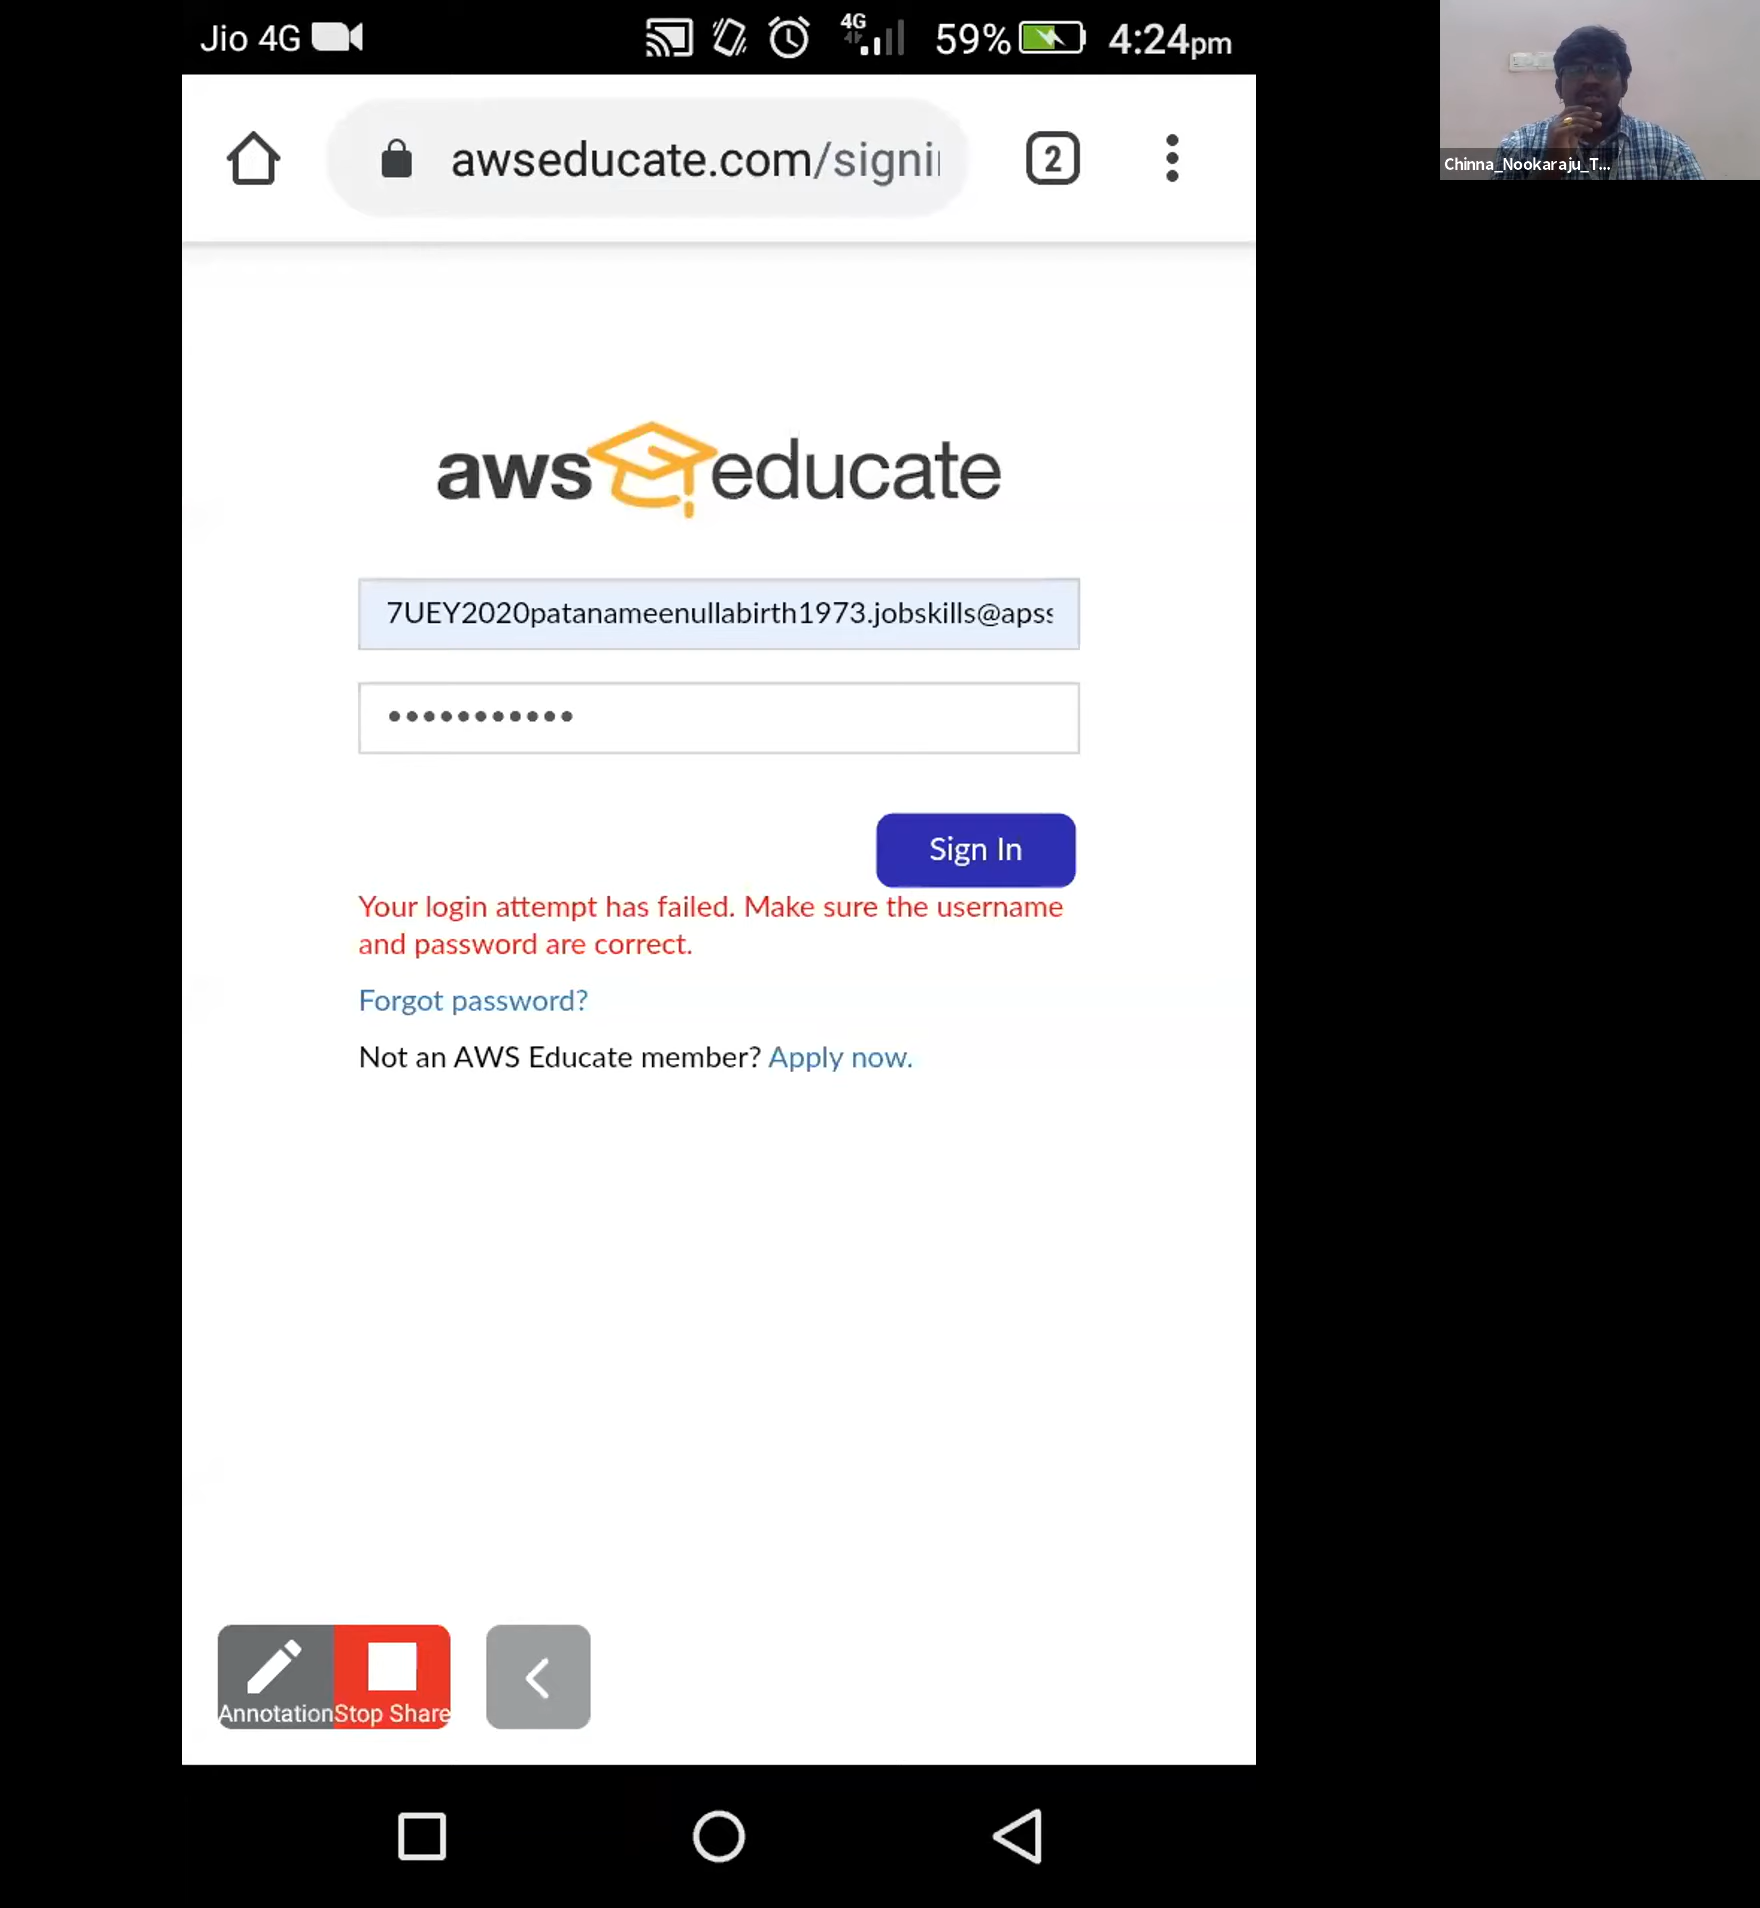 Jio 4G
4G
59%
4:24pm
Chinna_Nookaraju_T...
awseducate.com/signi
2
aws educate
7UEY2020patanameenullabirth1973.jobskills@aps
Sign In
Your login attempt has failed. Make sure the username
and password are correct.
Forgot password?
Not an AWS Educate member? Apply now.
Annotation
Stop Share